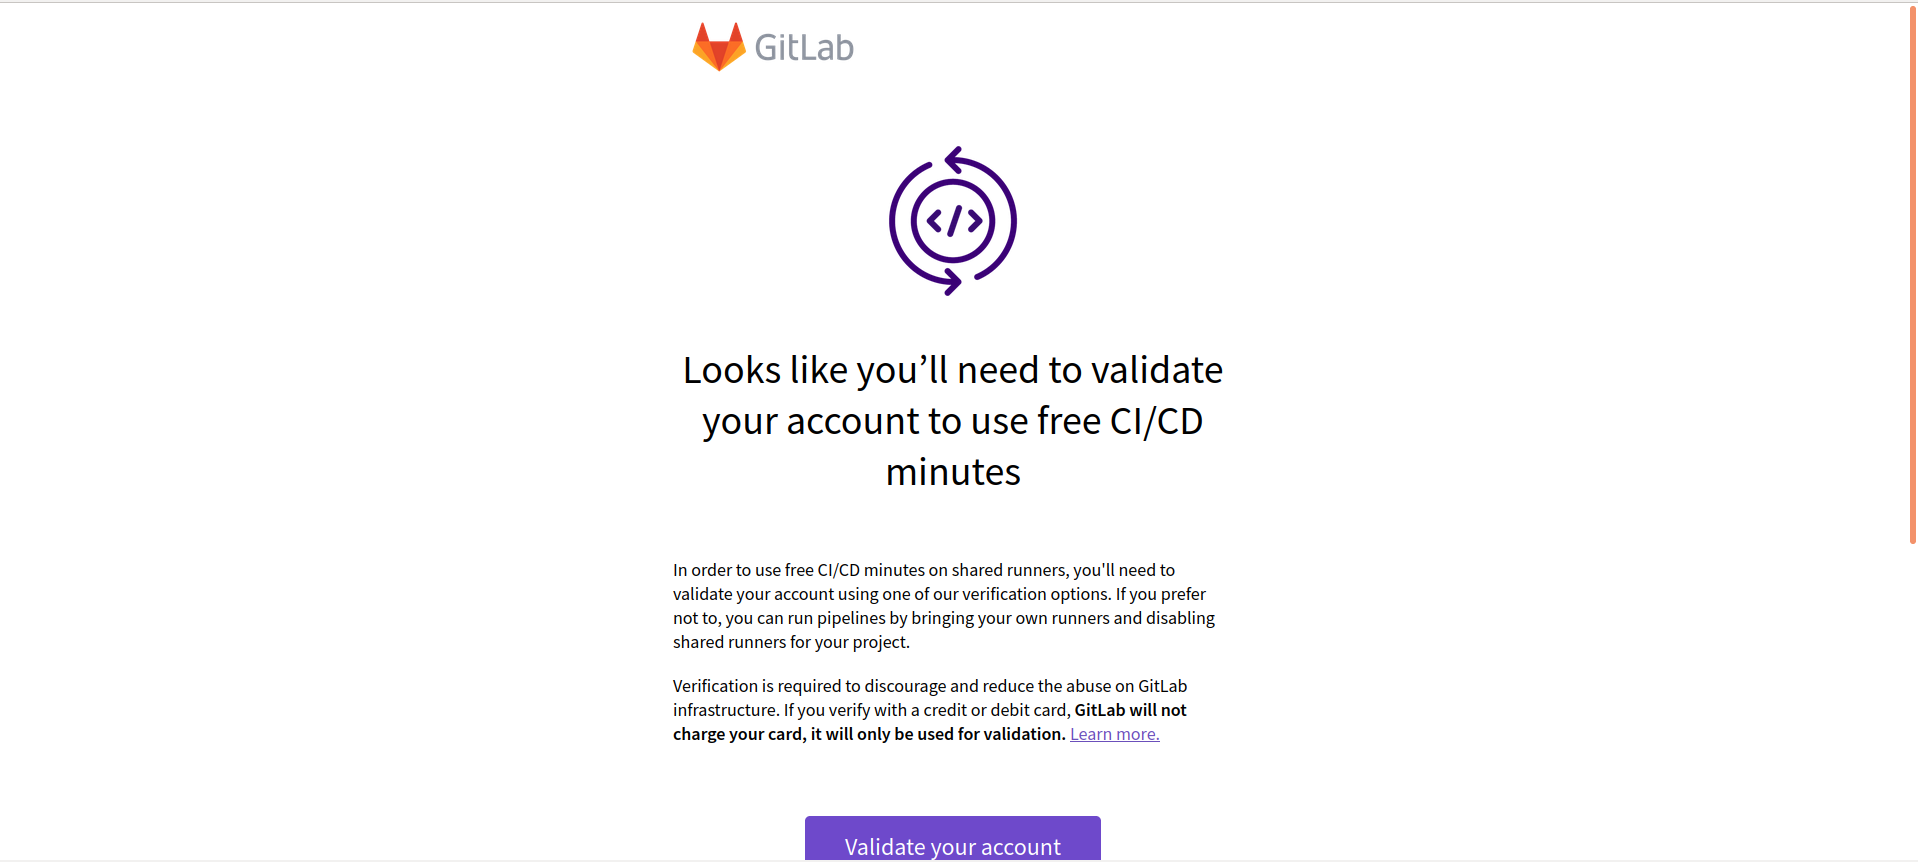 GitLab
</>
Looks like you’ll need to validate
your account to use free CI/CD
minutes
In order to use free CI/CD minutes on shared runners, you'll need to
validate your account using one of our verification options. If you prefer
not to, you can run pipelines by bringing your own runners and disabling
shared runners for your project.
Verification is required to discourage and reduce the abuse on GitLab
infrastructure. If you verify with a credit or debit card, GitLab will not
charge your card, it will only be used for validation. Learn more.
Validate your account